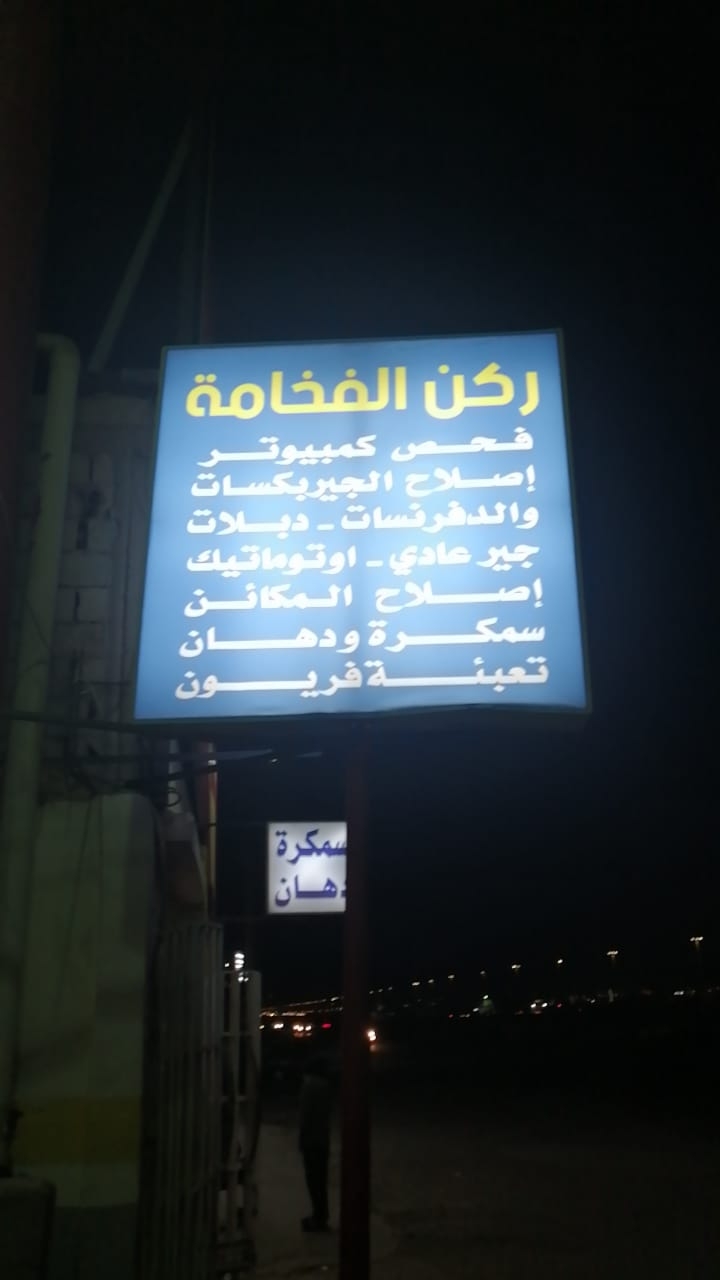 ركن الفخامة
فحص كمبيوتر
إصلاح الجيربكسات
والدفرنسات - دبلات
جير عادي - اوتوماتيك
إصلاح المكائن
سمكرة ودهان
تعبئة فريون
سمكرة
دهان